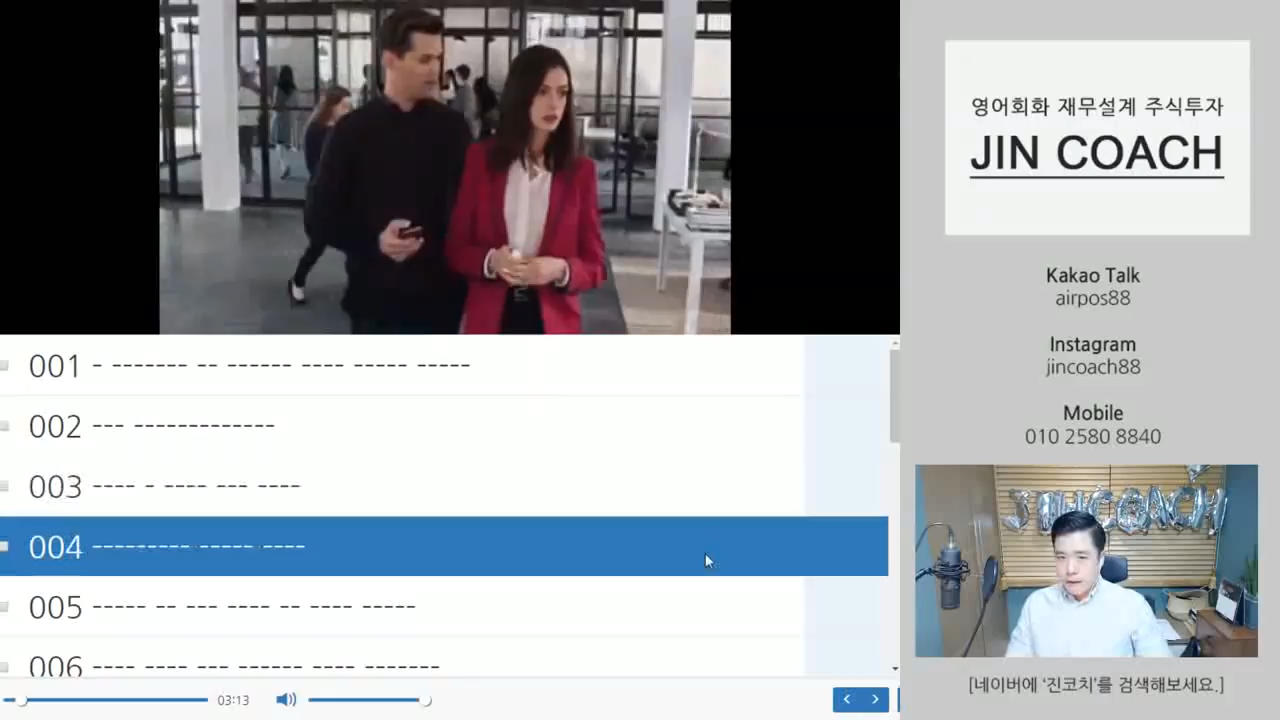 영어회화 재무설계 주식투자
JIN COACH
Kakao Talk
airpos88
Instagram
jincoach88
Mobile
010 2580 8840
JINCOACH
[네이버에 '진코치'를 검색해보세요.]
001 - ------- -- ------ ---- ----- -----
002 --- -------------
003 ---- - ---- --- ----
004 --------- ----- ----
005 ----- -- --- ---- -- ---- -----
006 ---- ---- --- ------ ---- -------
03:13